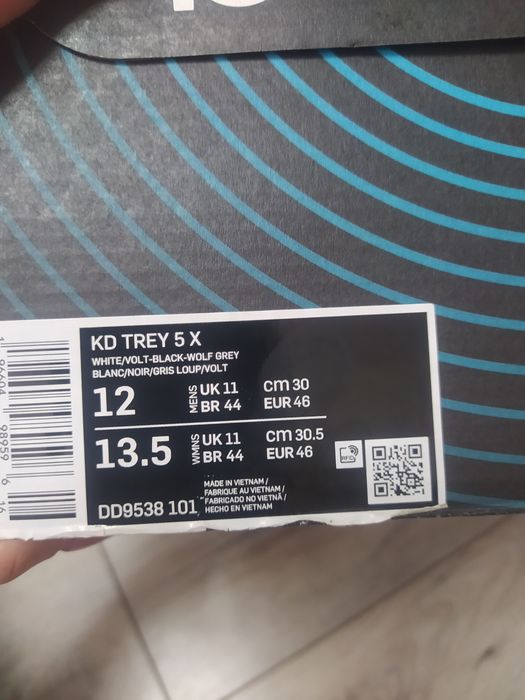 KD TREY 5 X
WHITE/VOLT-BLACK-WOLF GREY
BLANC/NOIR/GRIS LOUP/VOLT
12 MENS UK 11 cm 30
BR 44 EUR 46
13.5 WMNS UK 11 cm 30.5
BR 44 EUR 46
RFID
MADE IN VIETNAM /
FABRIQUE AU VIETNAM /
FABRICADO NO VIETNÃ /
HECHO EN VIETNAM
DD9538 101